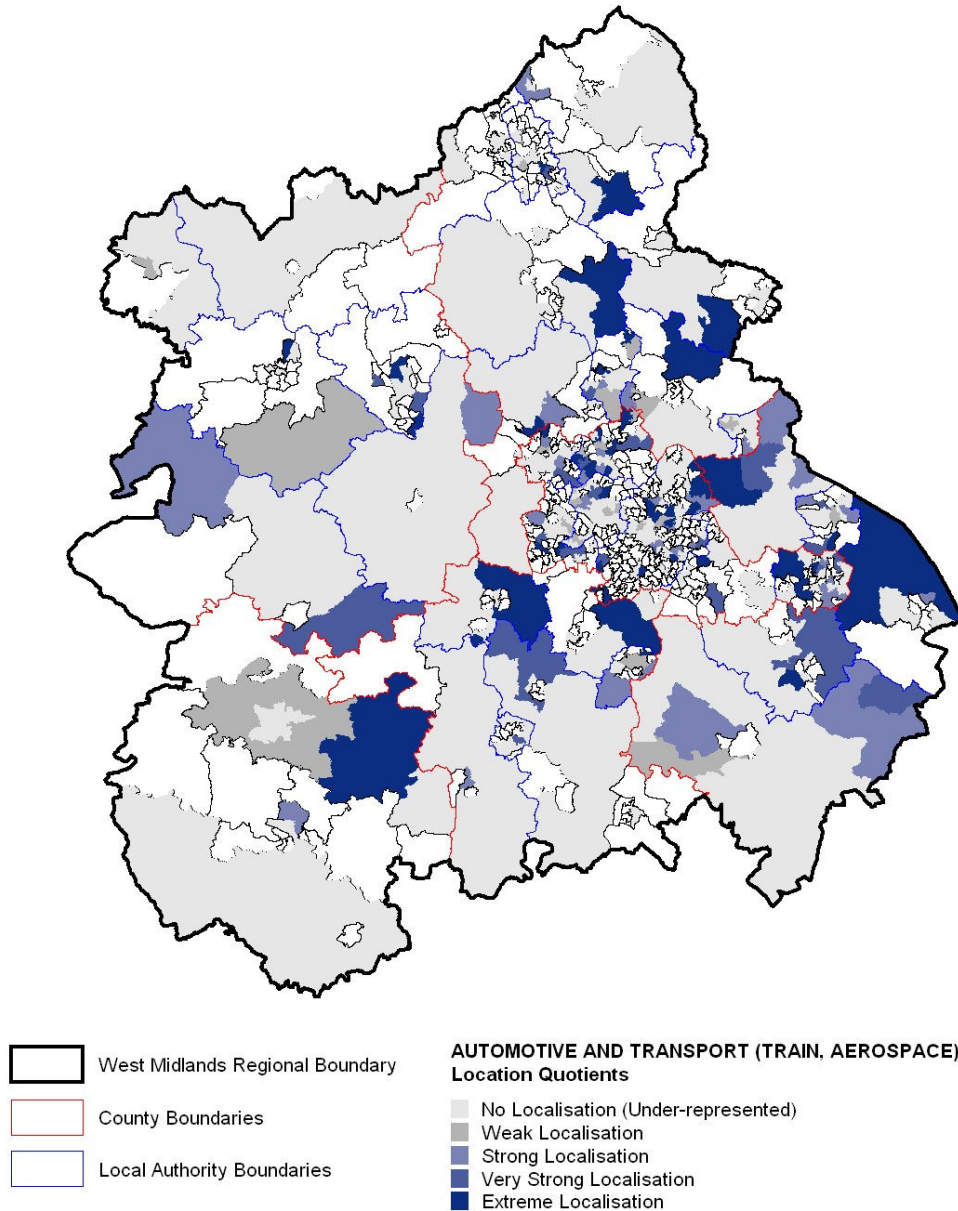 West Midlands Regional Boundary
County Boundaries
Local Authority Boundaries
AUTOMOTIVE AND TRANSPORT (TRAIN, AEROSPACE)
Location Quotients
No Localisation (Under-represented)
Weak Localisation
Strong Localisation
Very Strong Localisation
Extreme Localisation